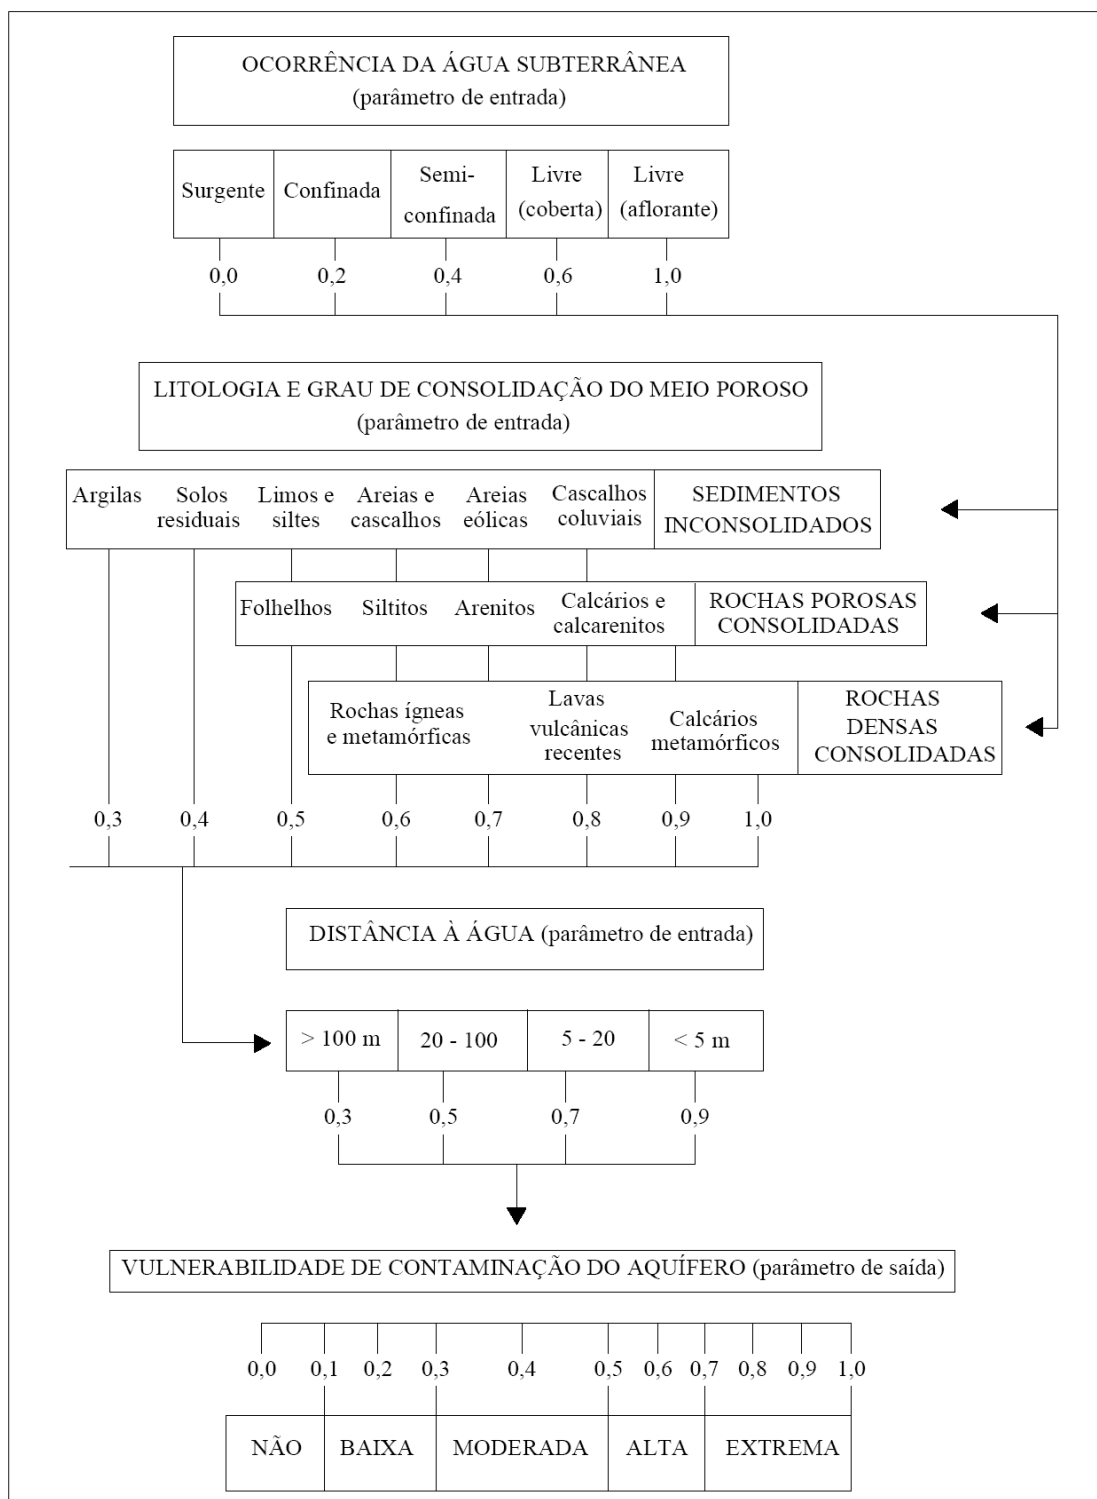 OCORRÊNCIA DA ÁGUA SUBTERRÂNEA
(parâmetro de entrada)
Surgente Confinada Semi- Livre Livre
confinada (coberta) (aflorante)
0,0 0,2 0,4 0,6 1,0
LITOLOGIA E GRAU DE CONSOLIDAÇÃO DO MEIO POROSO
(parâmetro de entrada)
Argilas Solos Limos e Areias e Areias Cascalhos SEDIMENTOS
residuais siltes cascalhos eólicas coluviais INCONSOLIDADOS
Folhelhos Siltitos Arenitos Calcários e ROCHAS POROSAS
calcarenitos CONSOLIDADAS
Rochas ígneas Lavas Calcários ROCHAS
e metamórficas vulcânicas metamórficos DENSAS
recentes CONSOLIDADAS
0,3 0,4 0,5 0,6 0,7 0,8 0,9 1,0
DISTÂNCIA À ÁGUA (parâmetro de entrada)
> 100 m 20 - 100 5 - 20 < 5 m
0,3 0,5 0,7 0,9
VULNERABILIDADE DE CONTAMINAÇÃO DO AQUÍFERO (parâmetro de saída)
0,0 0,1 0,2 0,3 0,4 0,5 0,6 0,7 0,8 0,9 1,0
NÃO BAIXA MODERADA ALTA EXTREMA